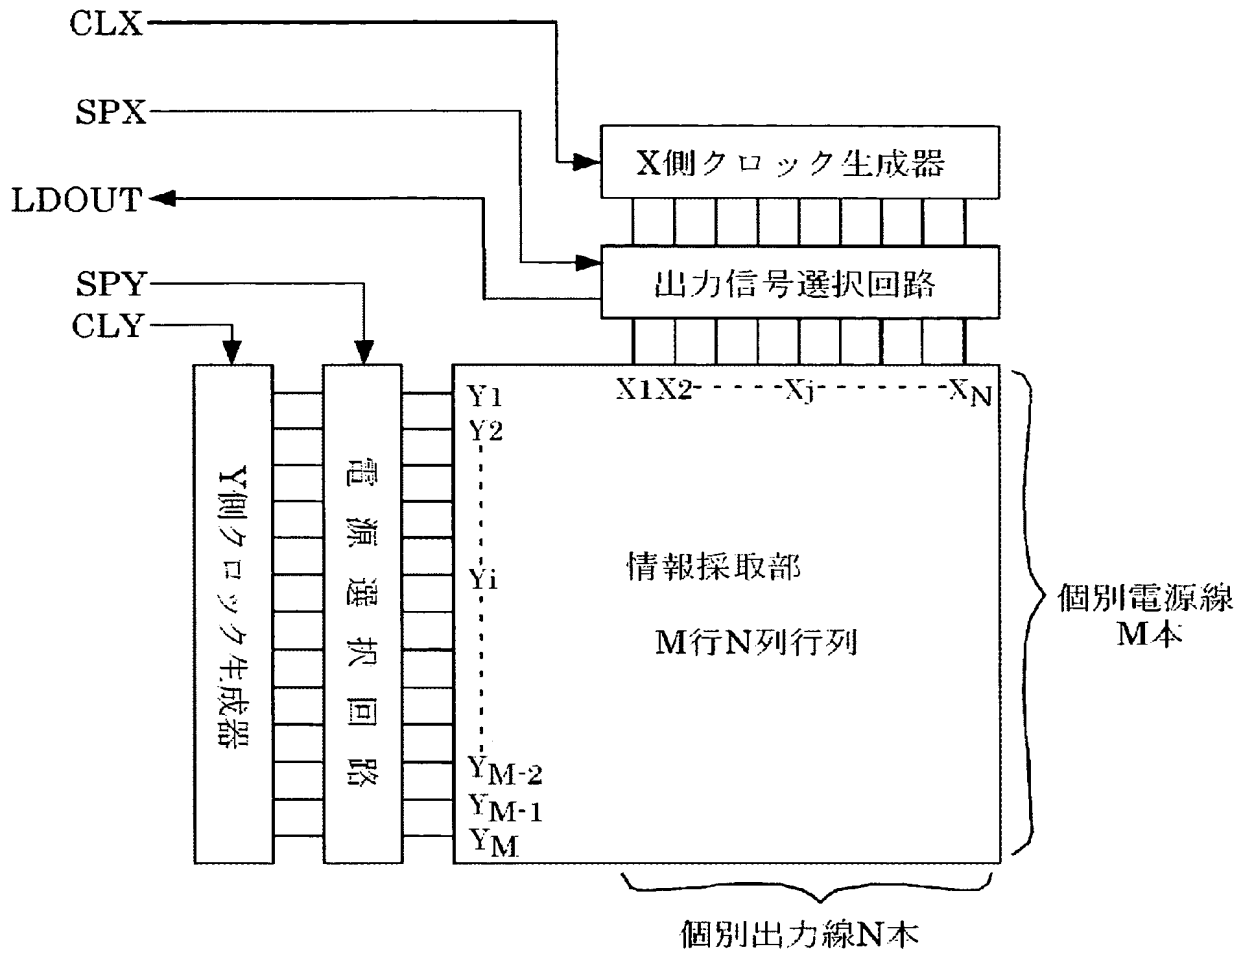 CLX
SPX
X側クロック生成器
LDOUT
出力信号選択回路
SPY
CLY
X1X2-----Xj-------XN
Y1
Y2
Yi
YM-2
YM-1
YM
Y側クロック生成器
電源選択回路
情報採取部
M行N列行列
個別電源線
M本
個別出力線N本